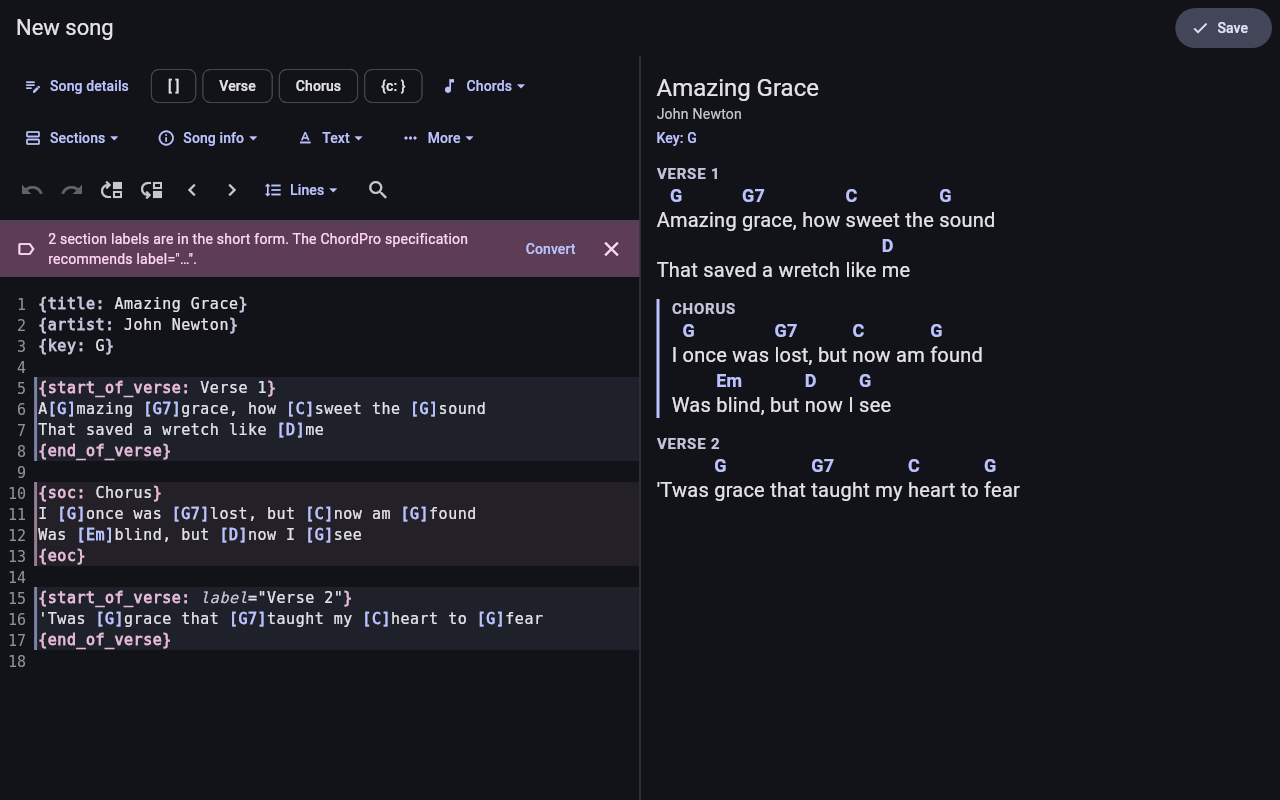 New song
Save
Song details
[ ]
Verse
Chorus
{c: }
Chords
Sections
Song info
Text
More
Lines
2 section labels are in the short form. The ChordPro specification
recommends label="…".
Convert
1 {title: Amazing Grace}
2 {artist: John Newton}
3 {key: G}
4
5 {start_of_verse: Verse 1}
6 A[G]mazing [G7]grace, how [C]sweet the [G]sound
7 That saved a wretch like [D]me
8 {end_of_verse}
9
10 {soc: Chorus}
11 I [G]once was [G7]lost, but [C]now am [G]found
12 Was [Em]blind, but [D]now I [G]see
13 {eoc}
14
15 {start_of_verse: label="Verse 2"}
16 'Twas [G]grace that [G7]taught my [C]heart to [G]fear
17 {end_of_verse}
18
Amazing Grace
John Newton
Key: G
VERSE 1
G G7 C G
Amazing grace, how sweet the sound
D
That saved a wretch like me
CHORUS
G G7 C G
I once was lost, but now am found
Em D G
Was blind, but now I see
VERSE 2
G G7 C G
'Twas grace that taught my heart to fear